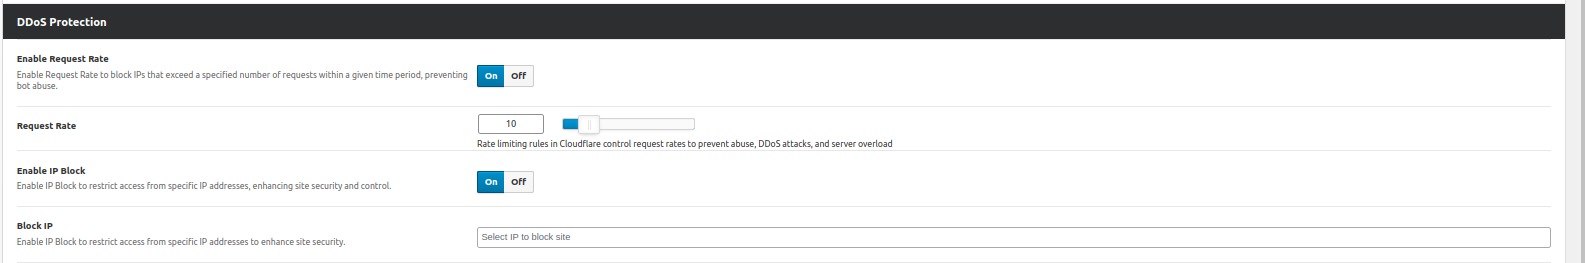 DDoS Protection
Enable Request Rate
Enable Request Rate to block IPs that exceed a specified number of requests within a given time period, preventing
bot abuse.
On Off
Request Rate
10
Rate limiting rules in Cloudflare control request rates to prevent abuse, DDoS attacks, and server overload
Enable IP Block
Enable IP Block to restrict access from specific IP addresses, enhancing site security and control.
On Off
Block IP
Enable IP Block to restrict access from specific IP addresses to enhance site security.
Select IP to block site